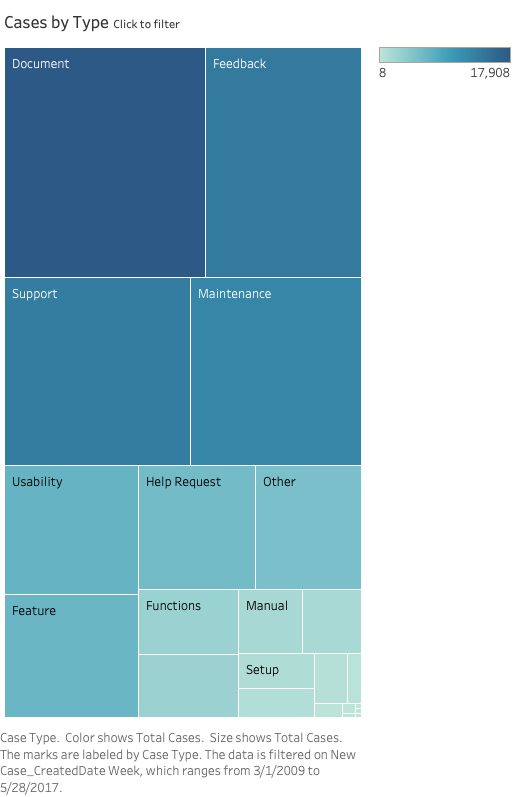 Cases by Type Click to filter
8 17,908
Document Feedback
Support Maintenance
Usability Help Request Other
Feature Functions Manual
Setup
Case Type. Color shows Total Cases. Size shows Total Cases.
The marks are labeled by Case Type. The data is filtered on New
Case_CreatedDate Week, which ranges from 3/1/2009 to
5/28/2017.